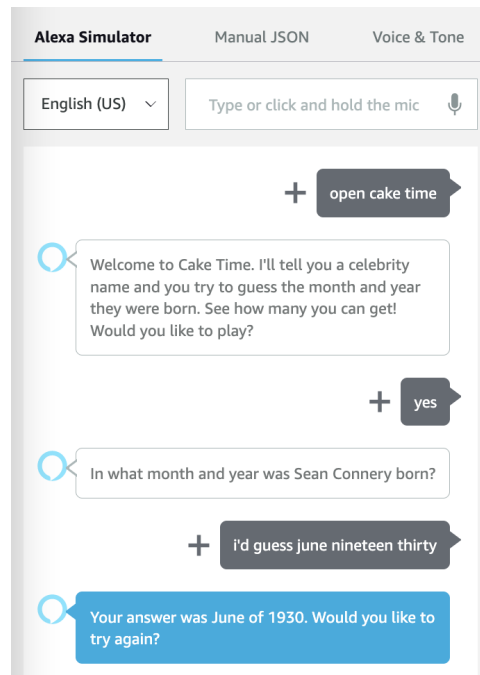 Alexa Simulator Manual JSON Voice & Tone
English (US) Type or click and hold the mic
open cake time
Welcome to Cake Time. I'll tell you a celebrity
name and you try to guess the month and year
they were born. See how many you can get!
Would you like to play?
yes
In what month and year was Sean Connery born?
i'd guess june nineteen thirty
Your answer was June of 1930. Would you like to
try again?